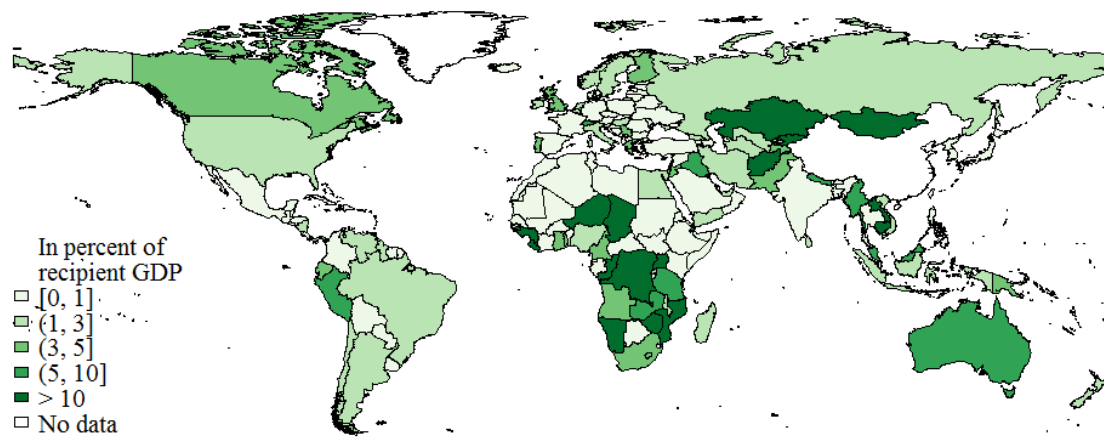 In percent of
recipient GDP
[0, 1]
(1, 3]
(3, 5]
(5, 10]
> 10
No data